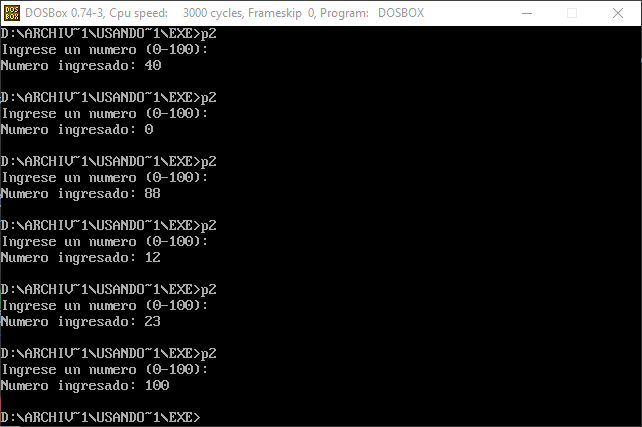 DOS
BOX
DOSBox 0.74-3, Cpu speed: 3000 cycles, Frameskip 0, Program: DOSBOX
D:\ARCHIV~1\USANDO~1\EXE>p2
Ingrese un numero (0-100):
Numero ingresado: 40
D:\ARCHIV~1\USANDO~1\EXE>p2
Ingrese un numero (0-100):
Numero ingresado: 0
D:\ARCHIV~1\USANDO~1\EXE>p2
Ingrese un numero (0-100):
Numero ingresado: 88
D:\ARCHIV~1\USANDO~1\EXE>p2
Ingrese un numero (0-100):
Numero ingresado: 12
D:\ARCHIV~1\USANDO~1\EXE>p2
Ingrese un numero (0-100):
Numero ingresado: 23
D:\ARCHIV~1\USANDO~1\EXE>p2
Ingrese un numero (0-100):
Numero ingresado: 100
D:\ARCHIV~1\USANDO~1\EXE>